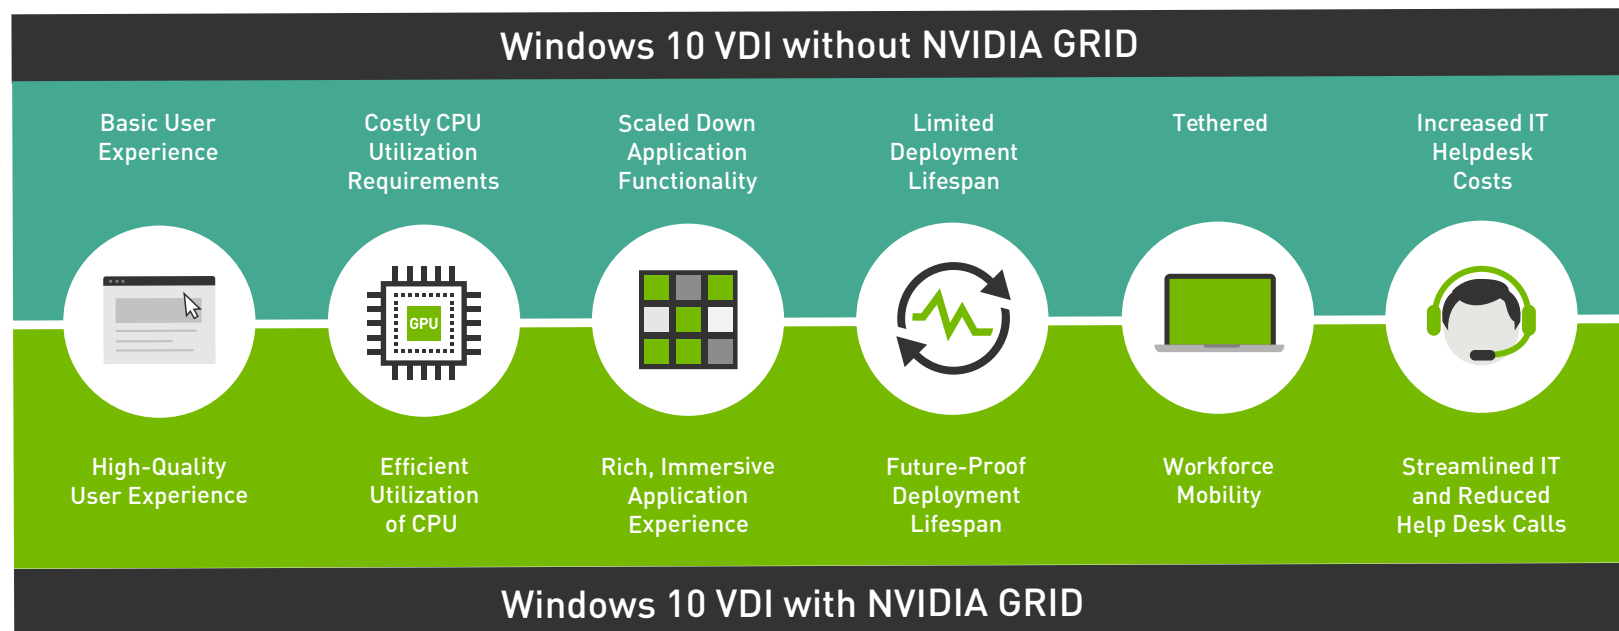 Windows 10 VDI without NVIDIA GRID
Basic User
Experience
Costly CPU
Utilization
Requirements
Scaled Down
Application
Functionality
Limited
Deployment
Lifespan
Tethered
Increased IT
Helpdesk
Costs
GPU
High-Quality
User Experience
Efficient
Utilization
of CPU
Rich, Immersive
Application
Experience
Future-Proof
Deployment
Lifespan
Workforce
Mobility
Streamlined IT
and Reduced
Help Desk Calls
Windows 10 VDI with NVIDIA GRID